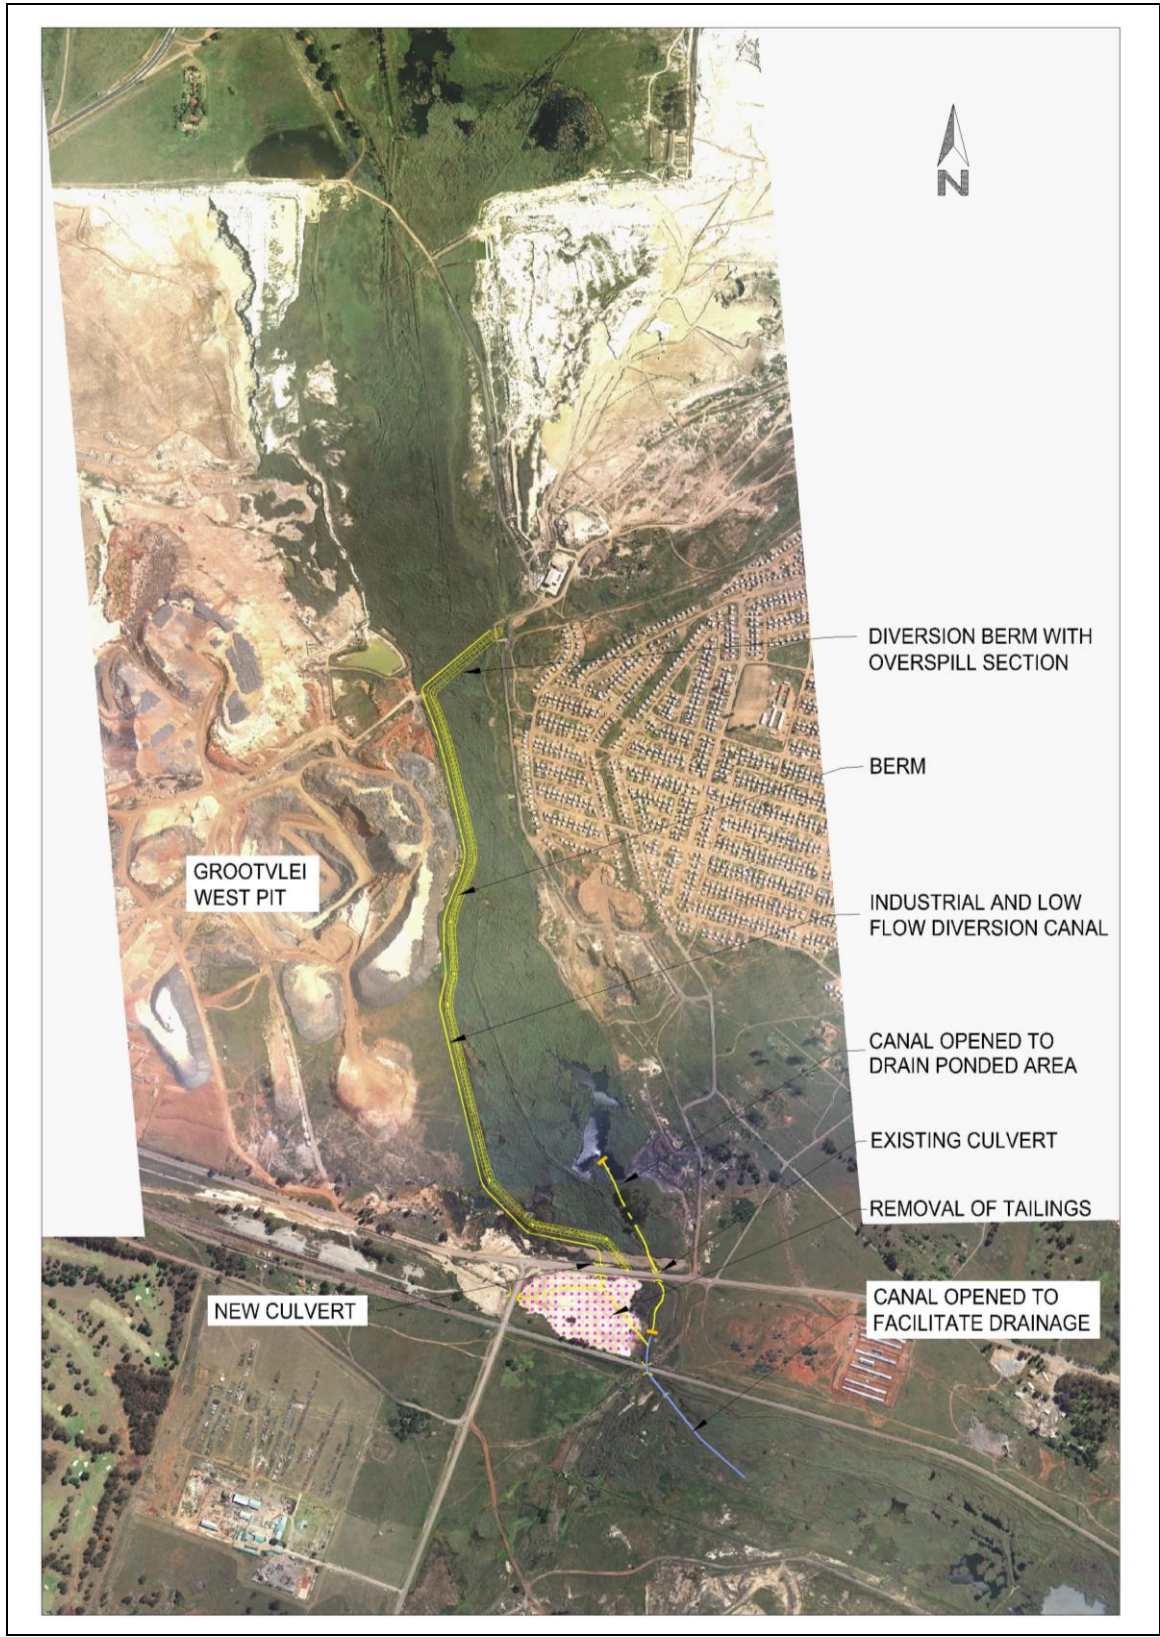 N
DIVERSION BERM WITH
OVERSPILL SECTION
BERM
GROOTVLEI
WEST PIT
INDUSTRIAL AND LOW
FLOW DIVERSION CANAL
CANAL OPENED TO
DRAIN PONDED AREA
EXISTING CULVERT
REMOVAL OF TAILINGS
NEW CULVERT
CANAL OPENED TO
FACILITATE DRAINAGE